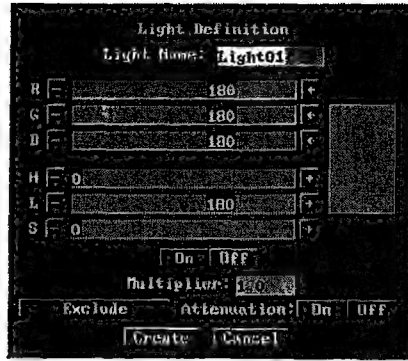 Light Definition
Light Name: Light01
R - 180 +
G - 180 +
B - 180 +
H - 0 +
L - 180 +
S - 0 +
On Off
Multiplier:
Exclude Attenuation: On Off
Create Cancel